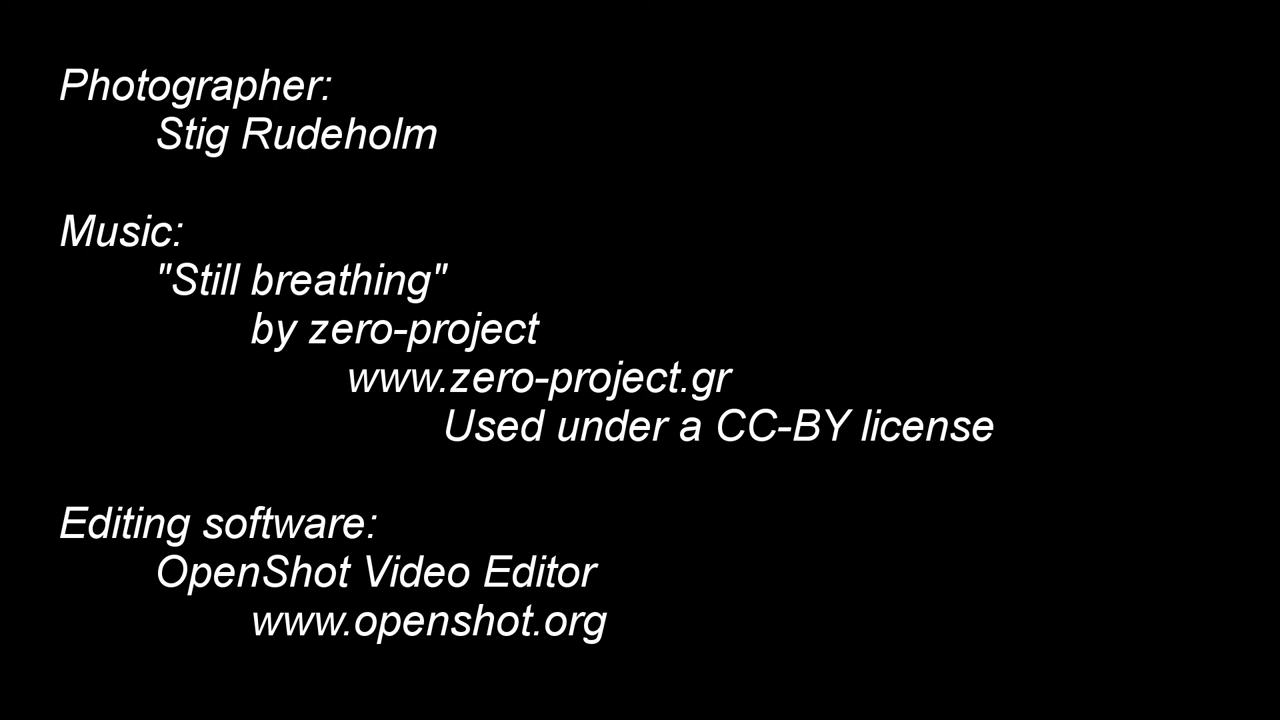 Photographer:
Stig Rudeholm
Music:
"Still breathing"
by zero-project
www.zero-project.gr
Used under a CC-BY license
Editing software:
OpenShot Video Editor
www.openshot.org